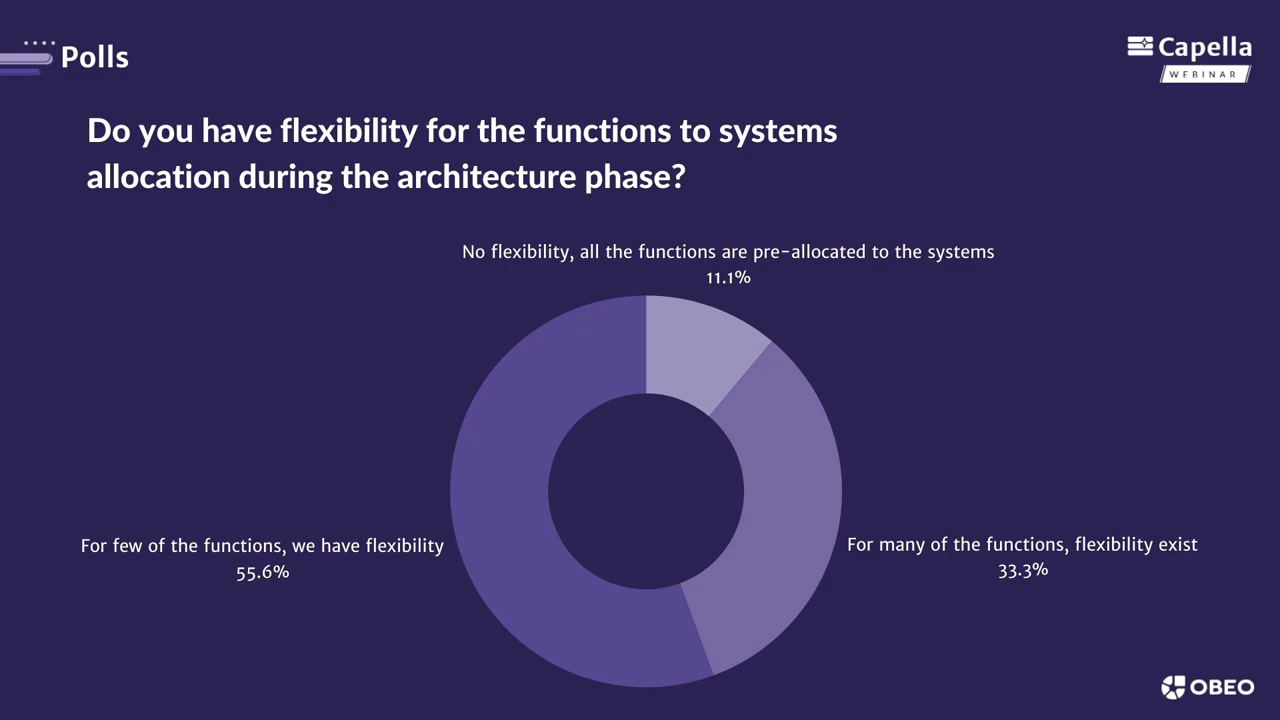 Polls
Capella
WEBINAR
Do you have flexibility for the functions to systems
allocation during the architecture phase?
No flexibility, all the functions are pre-allocated to the systems
11.1%
For few of the functions, we have flexibility
55.6%
For many of the functions, flexibility exist
33.3%
OBEO